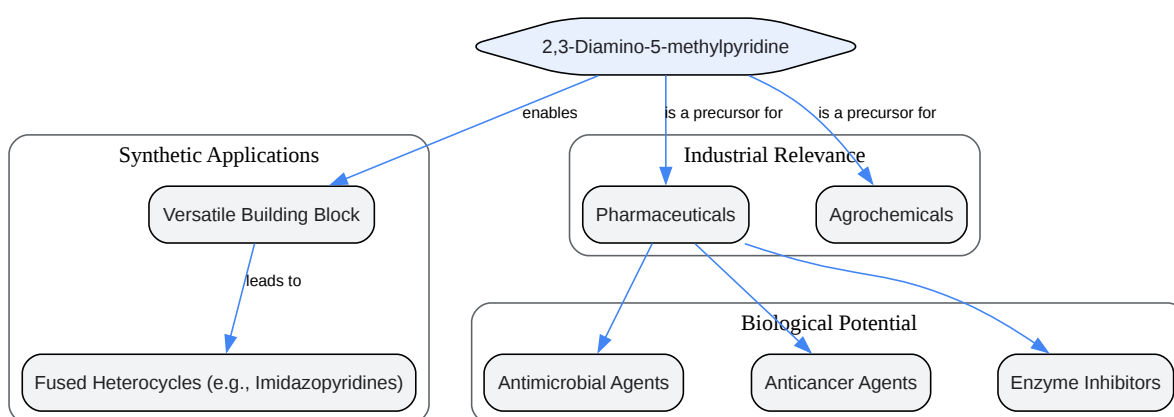 2,3-Diamino-5-methylpyridine
enables
is a precursor for
is a precursor for
Synthetic Applications
Industrial Relevance
Versatile Building Block
Pharmaceuticals
Agrochemicals
leads to
Biological Potential
Fused Heterocycles (e.g., Imidazopyridines)
Antimicrobial Agents
Anticancer Agents
Enzyme Inhibitors